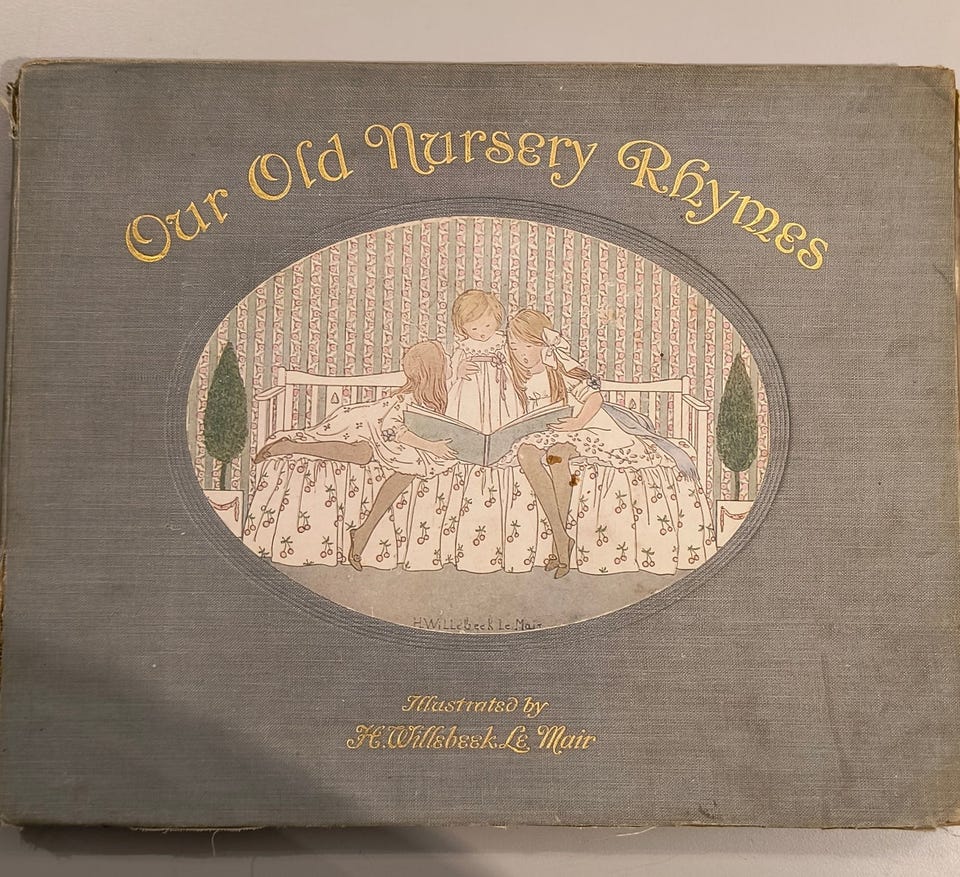 Our Old Nursery Rhymes
H. Willebeek Le Mair
Illustrated by
H. Willebeek Le Mair